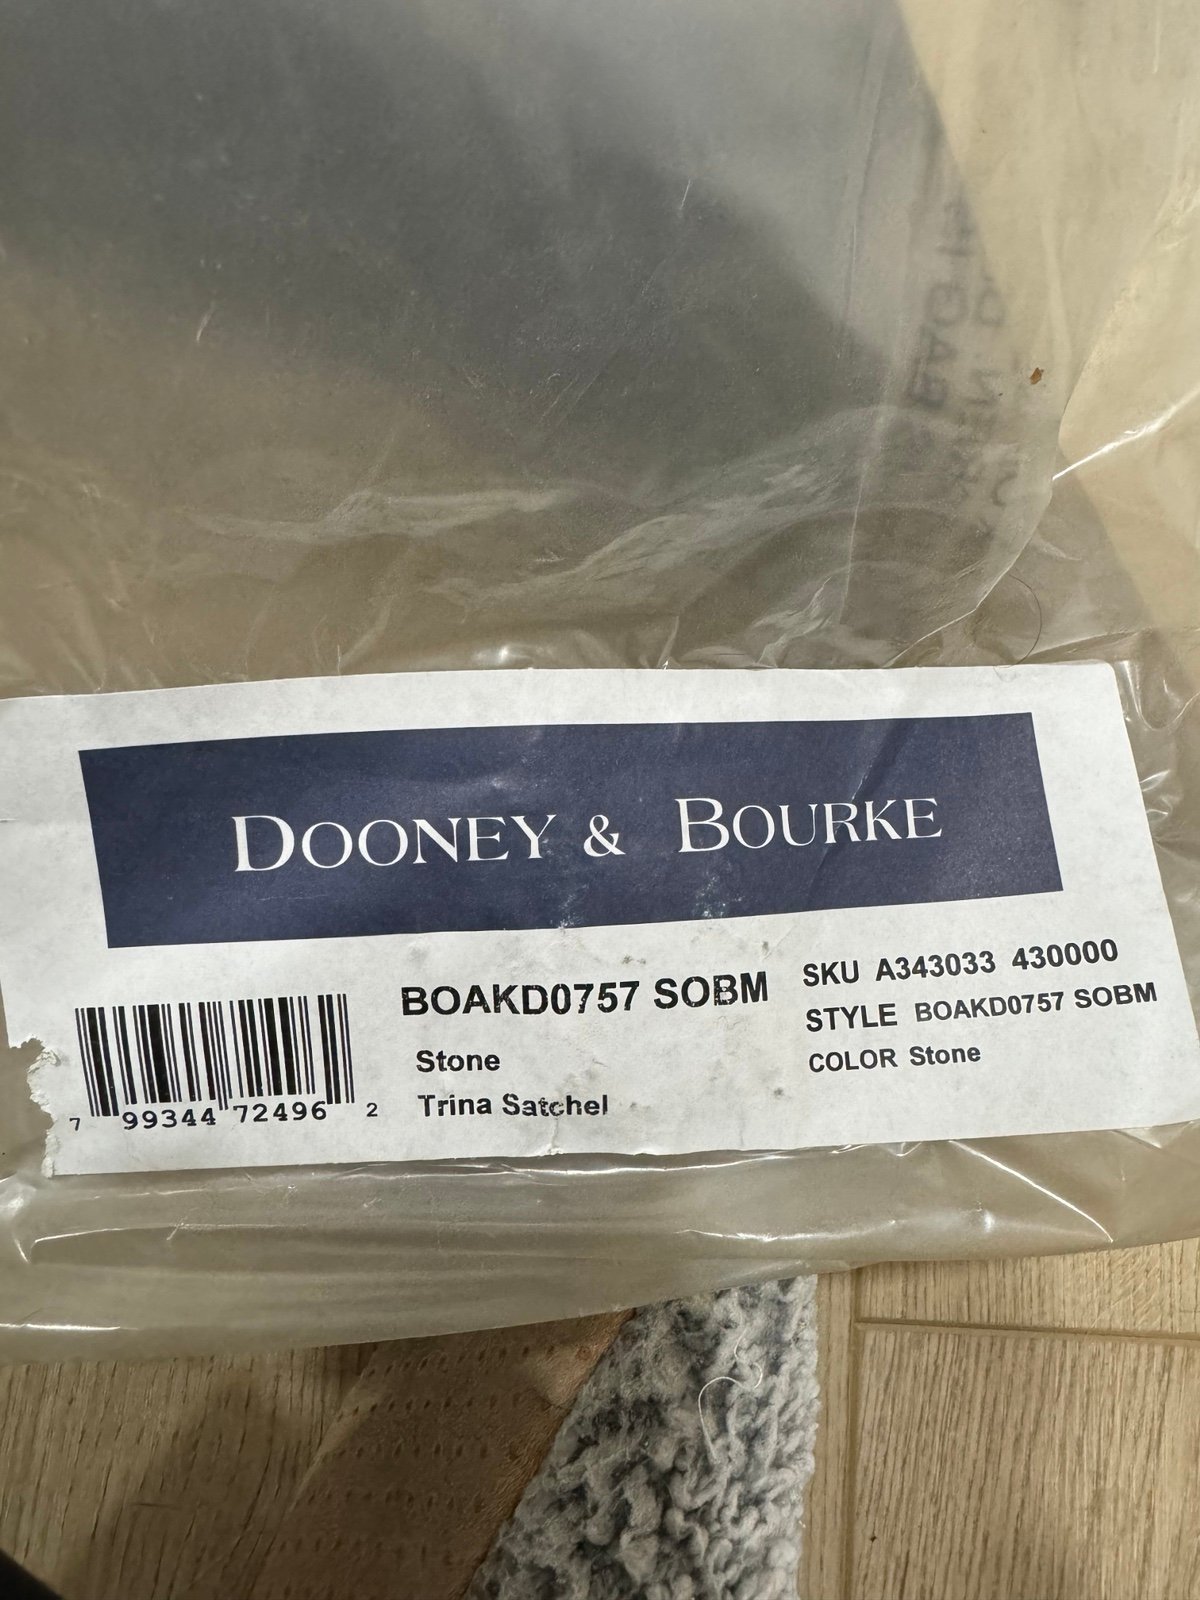 DOONEY & BOURKE
BOAKD0757 SOBM
Stone
Trina Satchel
SKU A343033 430000
STYLE BOAKD0757 SOBM
COLOR Stone
7 99344 72496 2